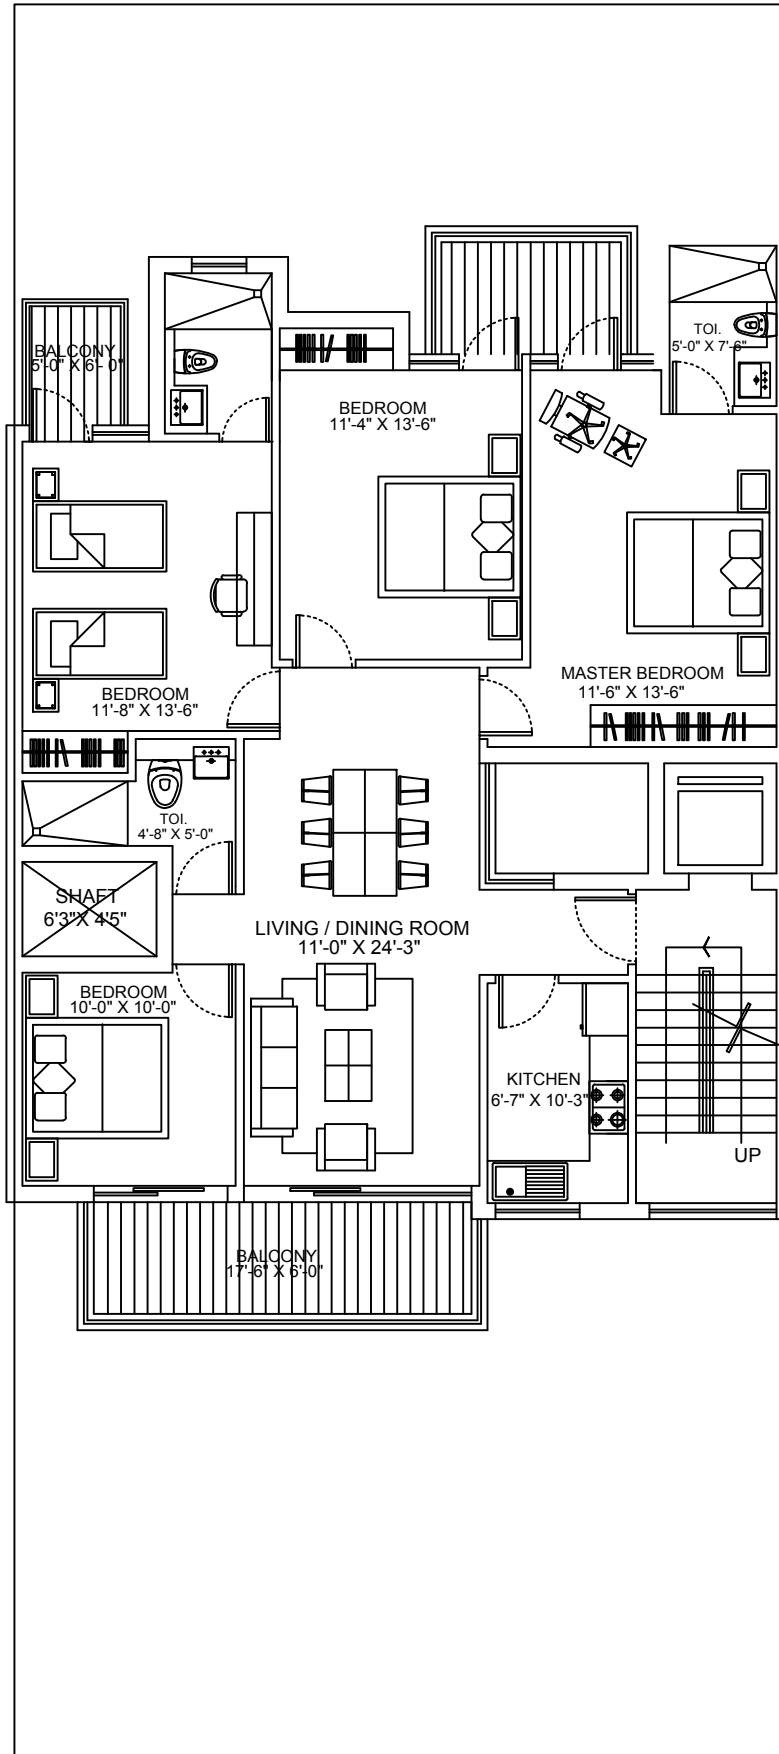 TOI.
5'-0" X 7'-6"
BALCONY
5'-0" X 6'- 0"
BEDROOM
11'-4" X 13'-6"
MASTER BEDROOM
11'-6" X 13'-6"
BEDROOM
11'-8" X 13'-6"
TOI.
4'-8" X 5'-0"
SHAFT
6'3"X 4'5"
LIVING / DINING ROOM
11'-0" X 24'-3"
BEDROOM
10'-0" X 10'-0"
KITCHEN
6'-7" X 10'-3"
UP
BALCONY
17'-6" X 6'-0"